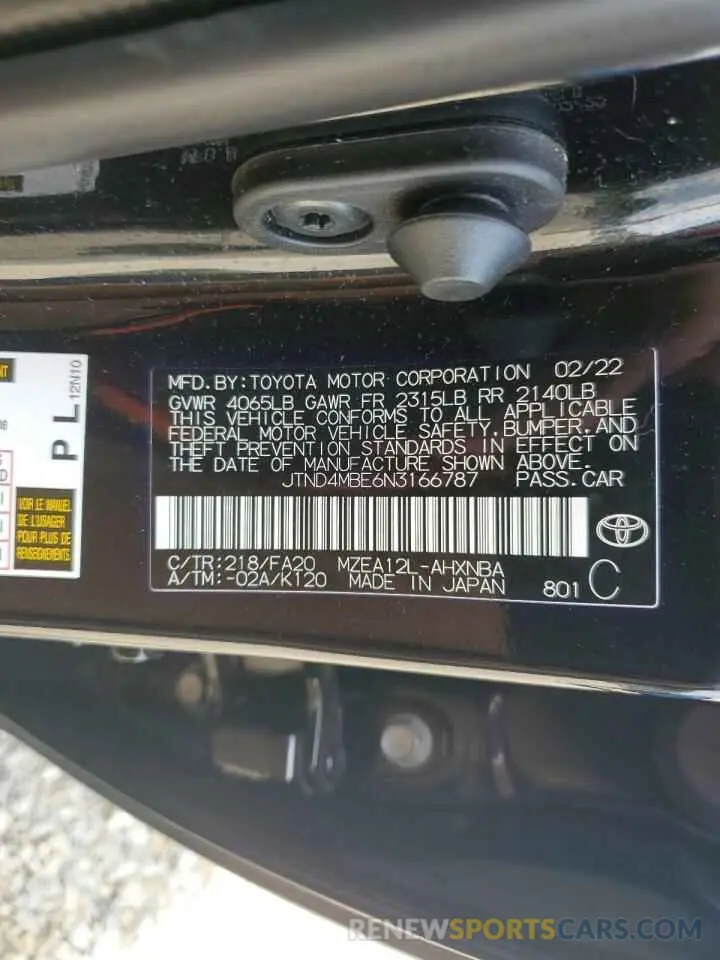 MFD.BY:TOYOTA MOTOR CORPORATION 02/22
GVWR 4065LB GAWR FR 2315LB RR 2140LB
THIS VEHICLE CONFORMS TO ALL APPLICABLE
FEDERAL MOTOR VEHICLE SAFETY,BUMPER,AND
THEFT PREVENTION STANDARDS IN EFFECT ON
THE DATE OF MANUFACTURE SHOWN ABOVE.
JTND4MBE6N3166787 PASS.CAR
C/TR:218/FA20 MZEA12L-AHXNBA
A/TM:-02A/K120 MADE IN JAPAN 801 C
P L
12N10
VOIR LE MANUEL
DE L'USAGER
POUR PLUS DE
RENSEIGNEMENTS
RENEWSPORTSCARS.COM